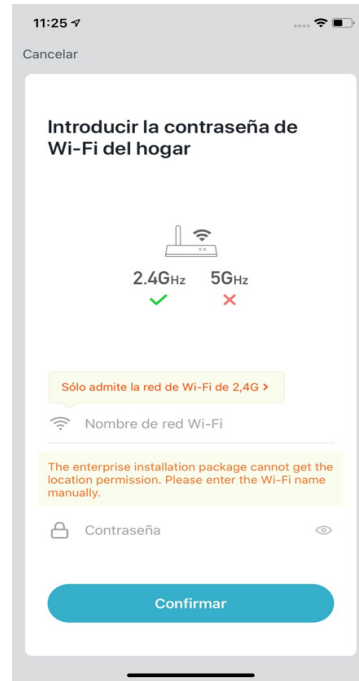 11:25
Cancelar
Introducir la contraseña de
Wi-Fi del hogar
2.4GHz 5GHz
Sólo admite la red de Wi-Fi de 2,4G >
Nombre de red Wi-Fi
The enterprise installation package cannot get the
location permission. Please enter the Wi-Fi name
manually.
Contraseña
Confirmar